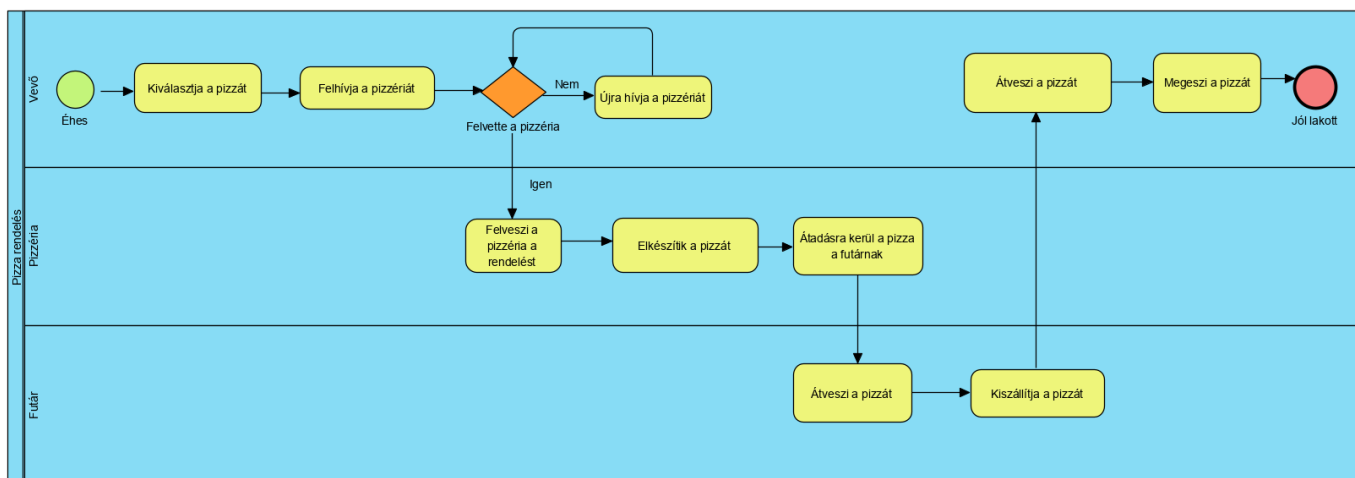 Pizza rendelés
Vevő
Éhes
Kiválasztja a pizzát
Felhívja a pizzériát
Felvette a pizzéria
Nem
Újra hívja a pizzériát
Átveszi a pizzát
Megeszi a pizzát
Jól lakott
Igen
Pizzéria
Felveszi a
pizzéria a
rendelést
Elkészítik a pizzát
Átadásra kerül a pizza
a futárnak
Futár
Átveszi a pizzát
Kiszállítja a pizzát